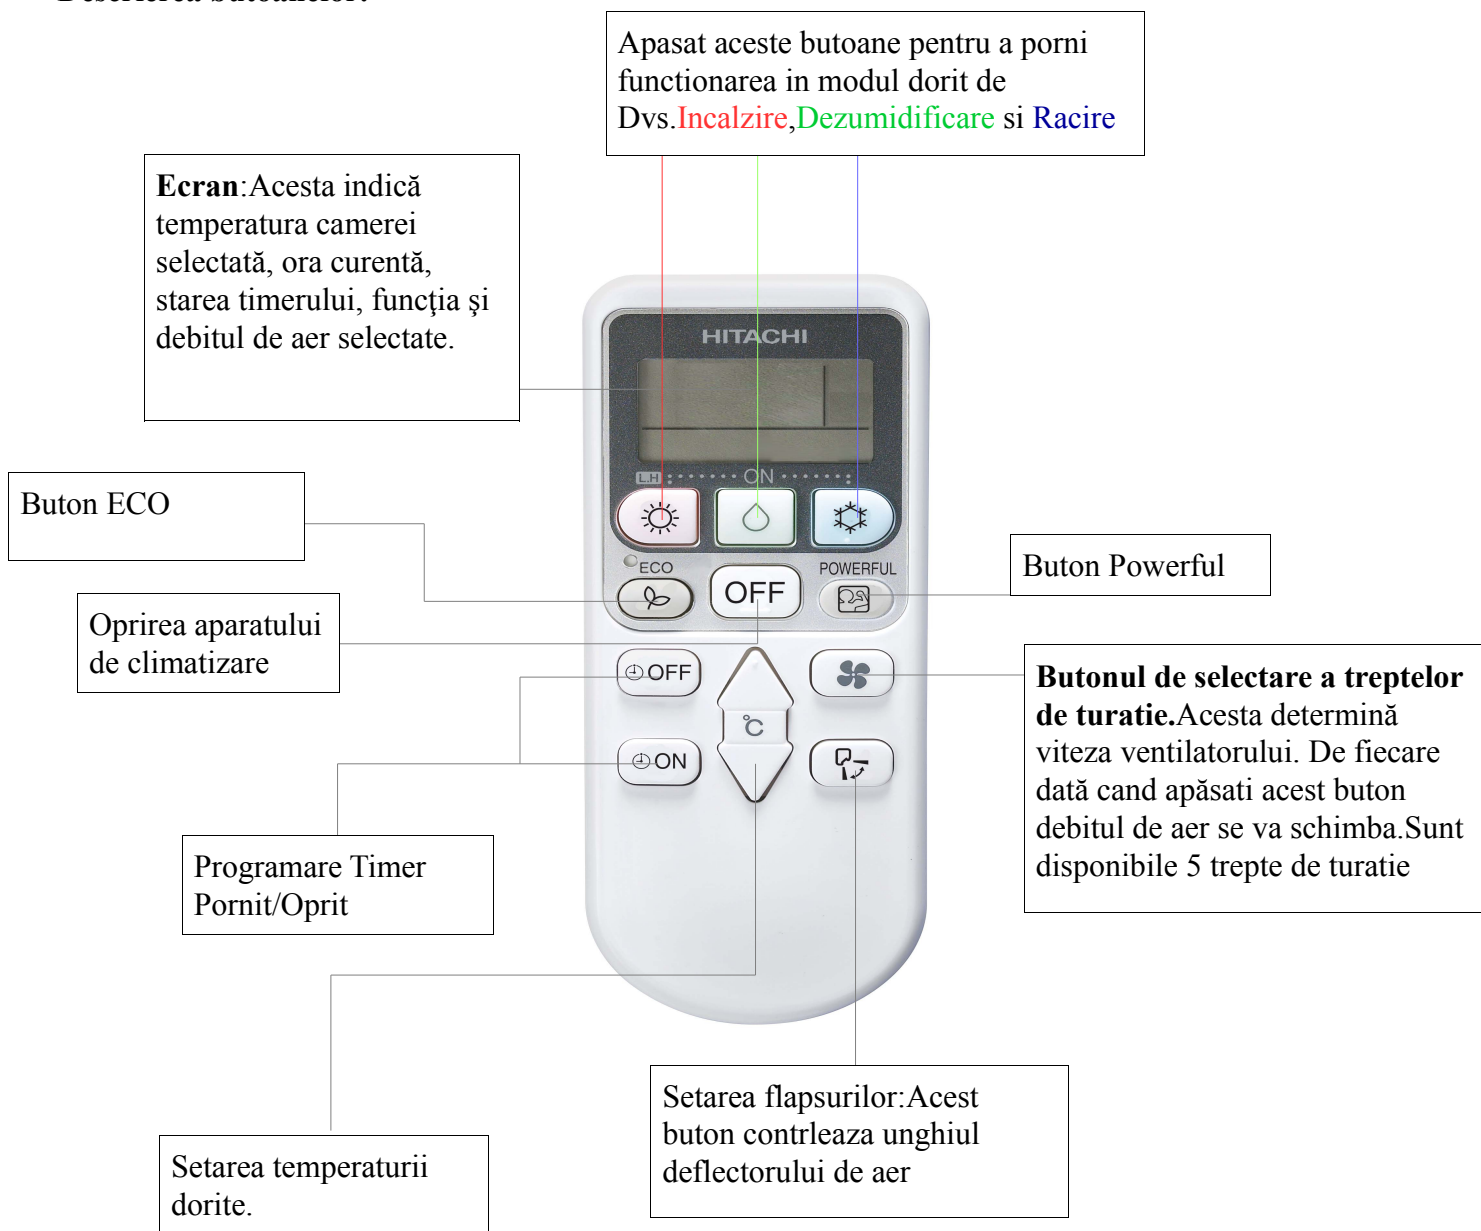 Descrierea butoanelor:
Apasat aceste butoane pentru a porni
functionarea in modul dorit de
Dvs.Incalzire,Dezumidificare si Racire
Ecran:Acesta indică
temperatura camerei
selectată, ora curentă,
starea timerului, funcţia şi
debitul de aer selectate.
HITACHI
L.H ON
Buton ECO
ECO
OFF
POWERFUL
Buton Powerful
Oprirea aparatului
de climatizare
OFF
°C
ON
Butonul de selectare a treptelor
de turatie.Acesta determină
viteza ventilatorului. De fiecare
dată cand apăsati acest buton
debitul de aer se va schimba.Sunt
disponibile 5 trepte de turatie
Programare Timer
Pornit/Oprit
Setarea flapsurilor:Acest
buton contrleaza unghiul
deflectorului de aer
Setarea temperaturii
dorite.